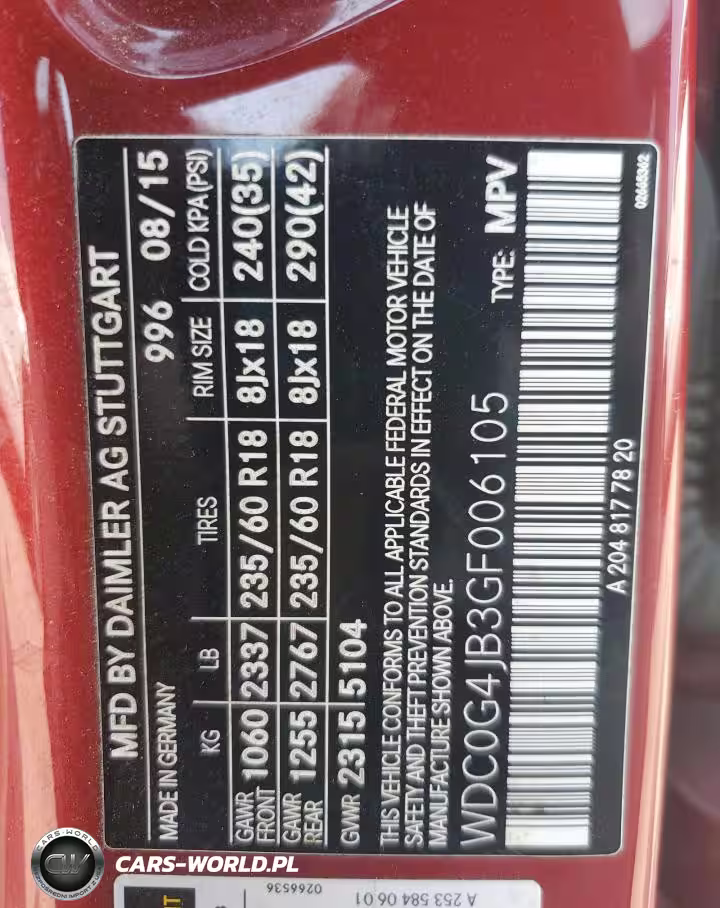 MFD BY DAIMLER AG STUTTGART
MADE IN GERMANY 996 08/15
KG LB TIRES RIM SIZE COLD KPA(PSI)
GAWR FRONT 1060 2337 235/60 R18 8Jx18 240(35)
GAWR REAR 1255 2767 235/60 R18 8Jx18 290(42)
GVWR 2315 5104
THIS VEHICLE CONFORMS TO ALL APPLICABLE FEDERAL MOTOR VEHICLE
SAFETY AND THEFT PREVENTION STANDARDS IN EFFECT ON THE DATE OF
MANUFACTURE SHOWN ABOVE.
WDC0G4JB3GF006105 TYPE: MPV
A 204 817 78 20
02665362
A 253 584 06 01
0266536
CARS-WORLD
CW
CARS-WORLD.PL